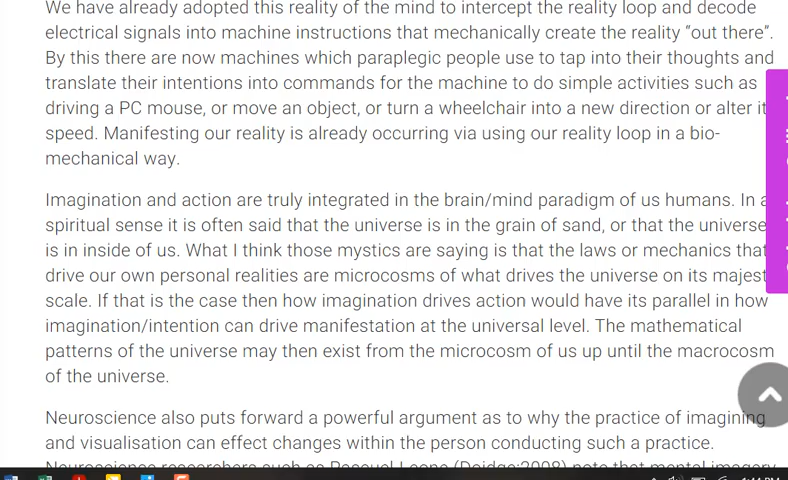 We have already adopted this reality of the mind to intercept the reality loop and decode
electrical signals into machine instructions that mechanically create the reality "out there".
By this there are now machines which paraplegic people use to tap into their thoughts and
translate their intentions into commands for the machine to do simple activities such as
driving a PC mouse, or move an object, or turn a wheelchair into a new direction or alter it
speed. Manifesting our reality is already occurring via using our reality loop in a bio-
mechanical way.
Imagination and action are truly integrated in the brain/mind paradigm of us humans. In a
spiritual sense it is often said that the universe is in the grain of sand, or that the universe
is in inside of us. What I think those mystics are saying is that the laws or mechanics that
drive our own personal realities are microcosms of what drives the universe on its majest
scale. If that is the case then how imagination drives action would have its parallel in how
imagination/intention can drive manifestation at the universal level. The mathematical
patterns of the universe may then exist from the microcosm of us up until the macrocosm
of the universe.
Neuroscience also puts forward a powerful argument as to why the practice of imagining
and visualisation can effect changes within the person conducting such a practice.
Neuroscience researchers such as Pascual Leone (Doidge:2008) note that mental imagery